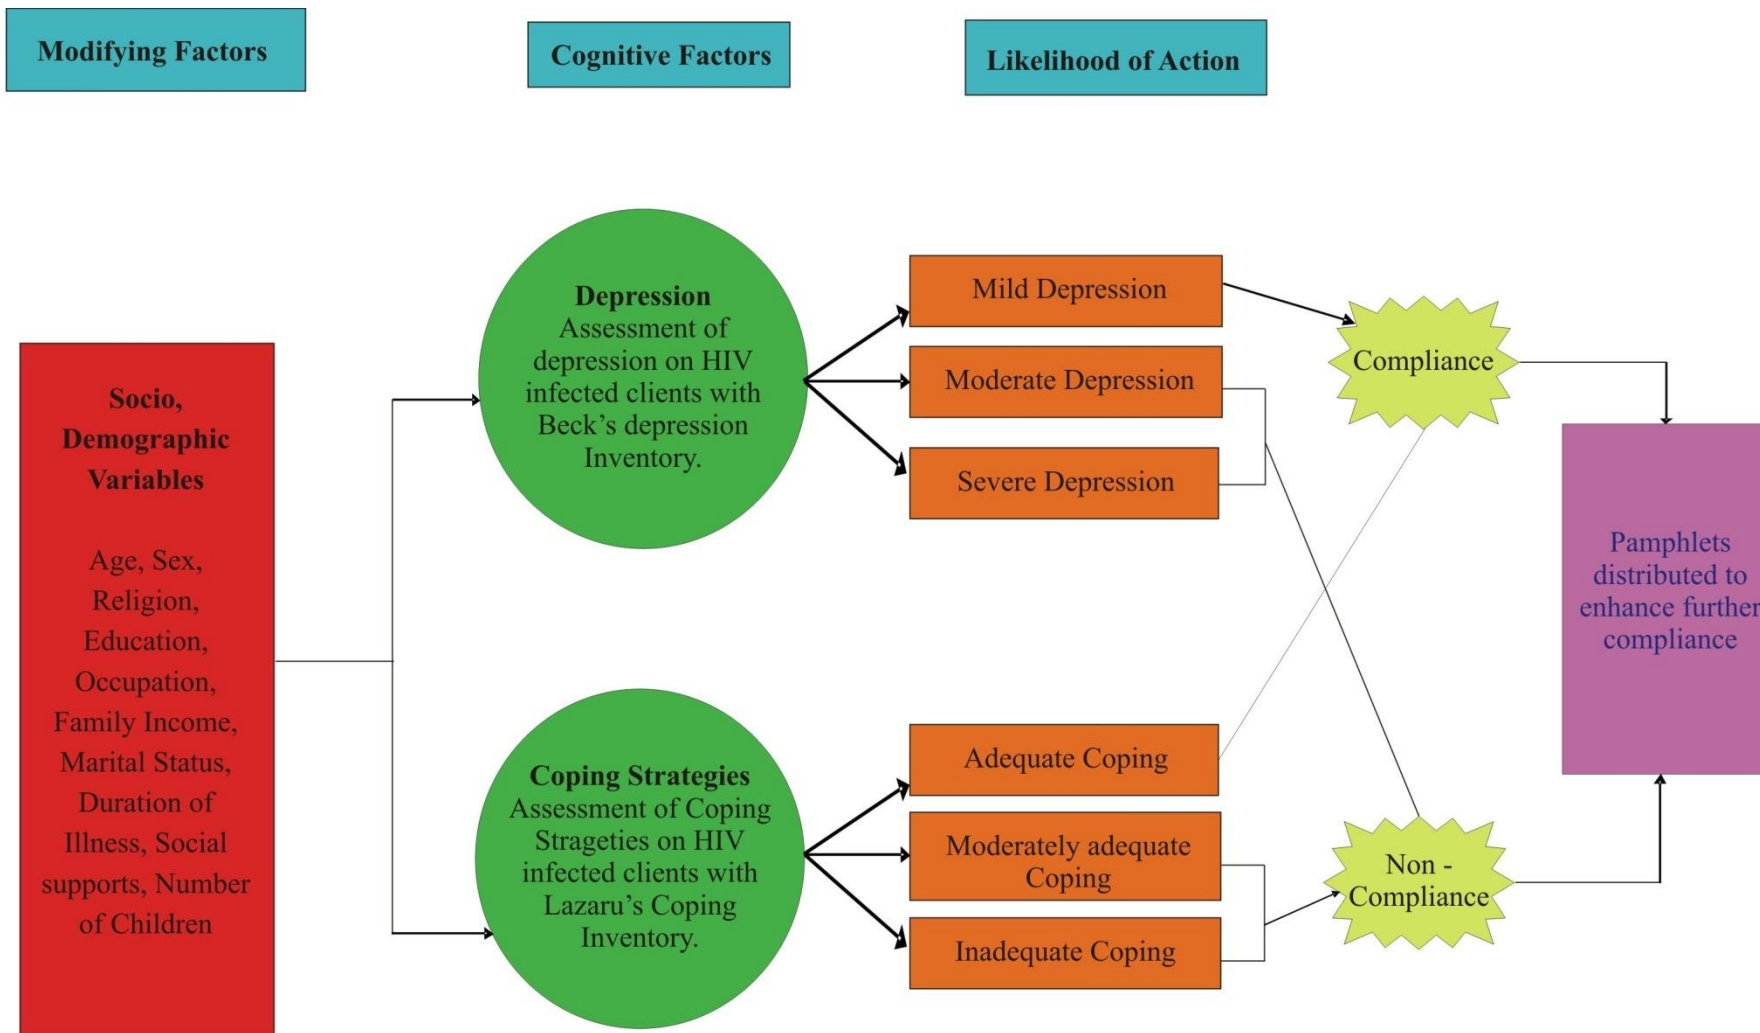 Modifying Factors
Cognitive Factors
Likelihood of Action
Socio,
Demographic
Variables
Age, Sex,
Religion,
Education,
Occupation,
Family Income,
Marital Status,
Duration of
Illness, Social
supports, Number
of Children
Depression
Assessment of
depression on HIV
infected clients with
Beck’s depression
Inventory.
Coping Strategies
Assessment of Coping
Strageties on HIV
infected clients with
Lazaru’s Coping
Inventory.
Mild Depression
Moderate Depression
Severe Depression
Adequate Coping
Moderately adequate
Coping
Inadequate Coping
Compliance
Non -
Compliance
Pamphlets
distributed to
enhance further
compliance